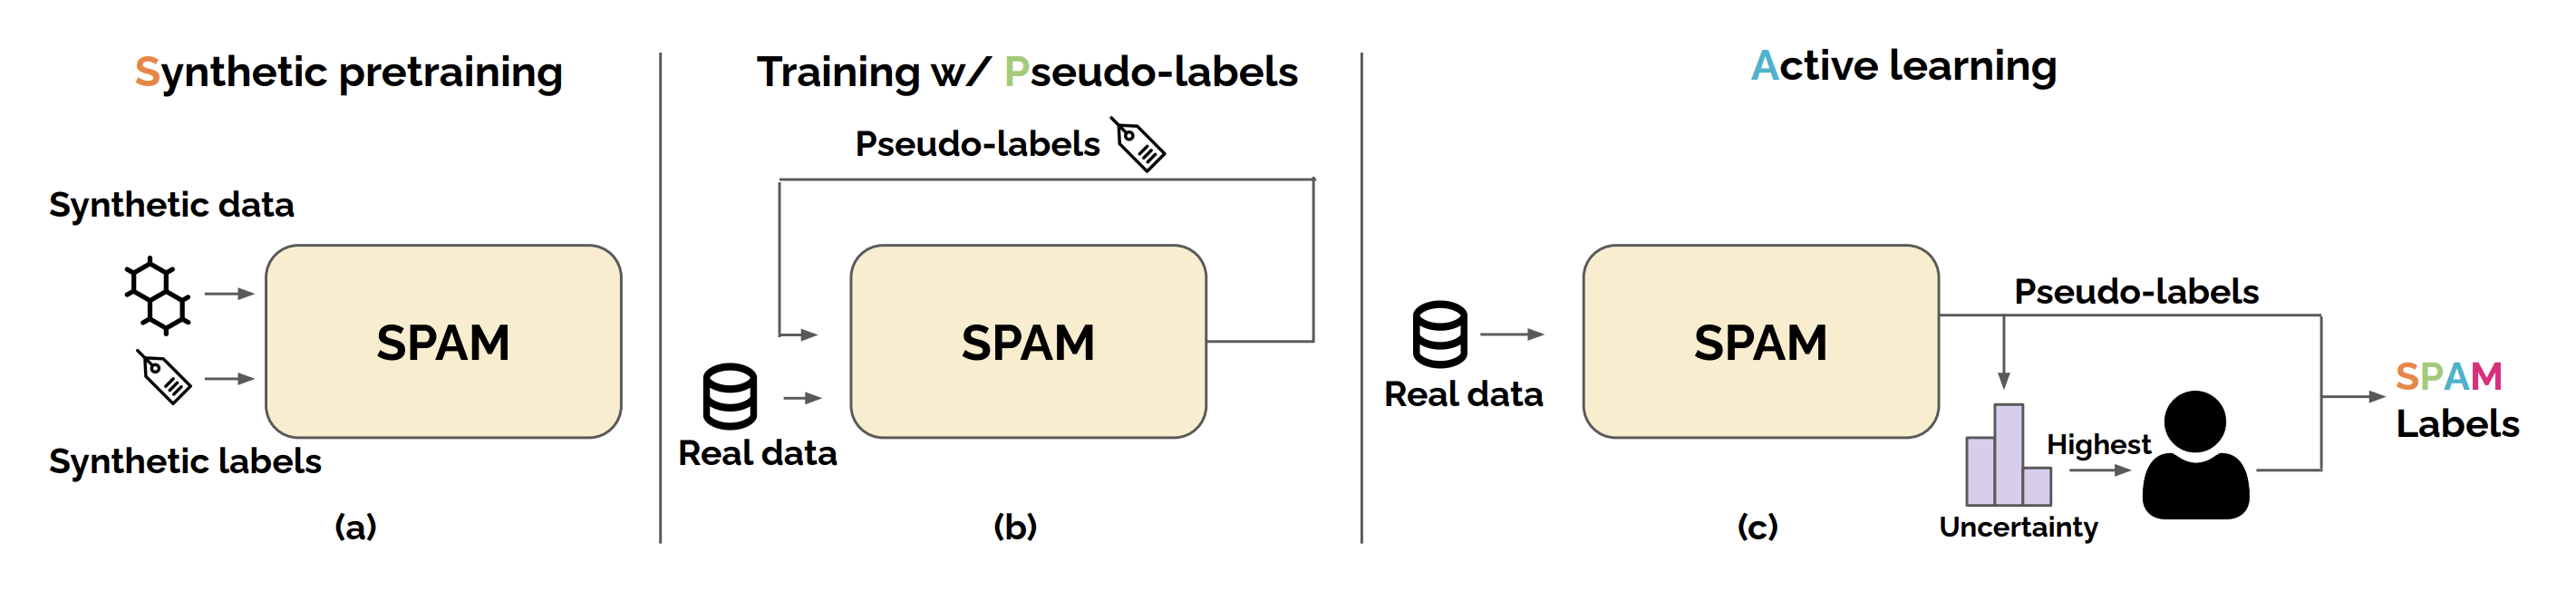 Synthetic pretraining
Synthetic data
SPAM
Synthetic labels
(a)
Training w/ Pseudo-labels
Pseudo-labels
SPAM
Real data
(b)
Active learning
Pseudo-labels
SPAM
Real data
Highest
Uncertainty
SPAM
Labels
(c)